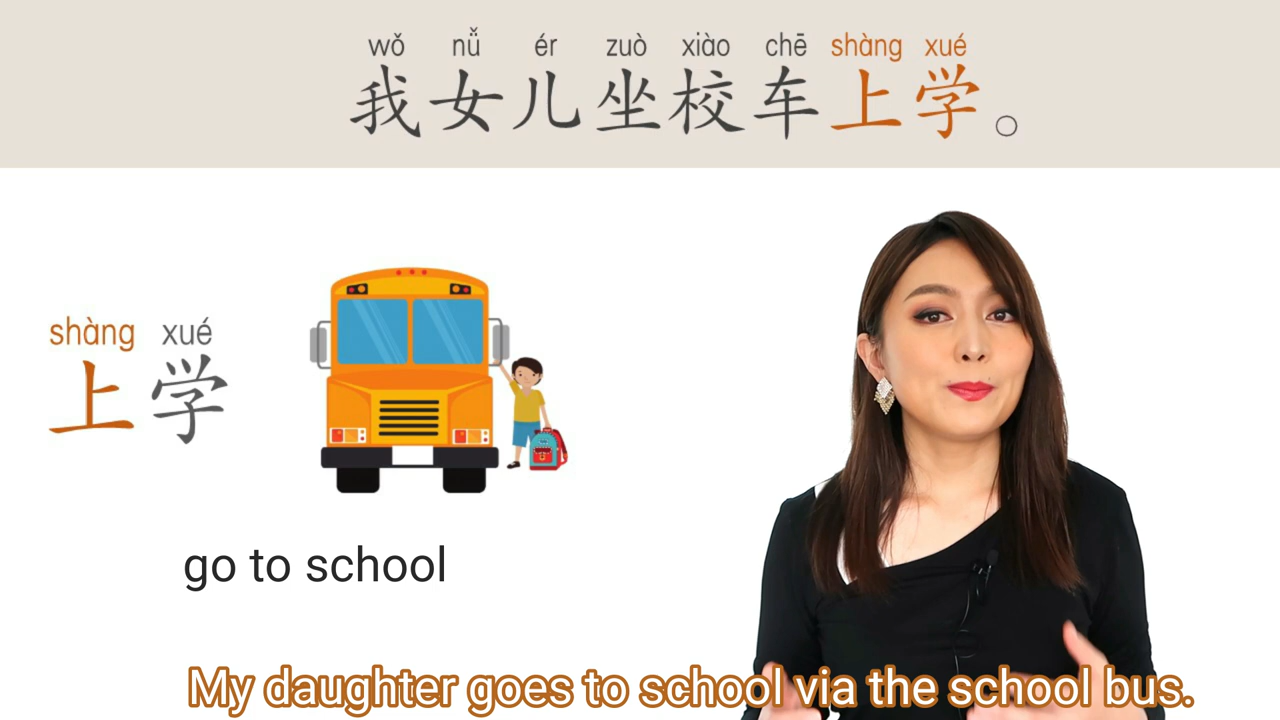 wǒ nǚ ér zuò xiào chē shàng xué
我女儿坐校车上学。
shàng xué
上学
go to school
My daughter goes to school via the school bus.